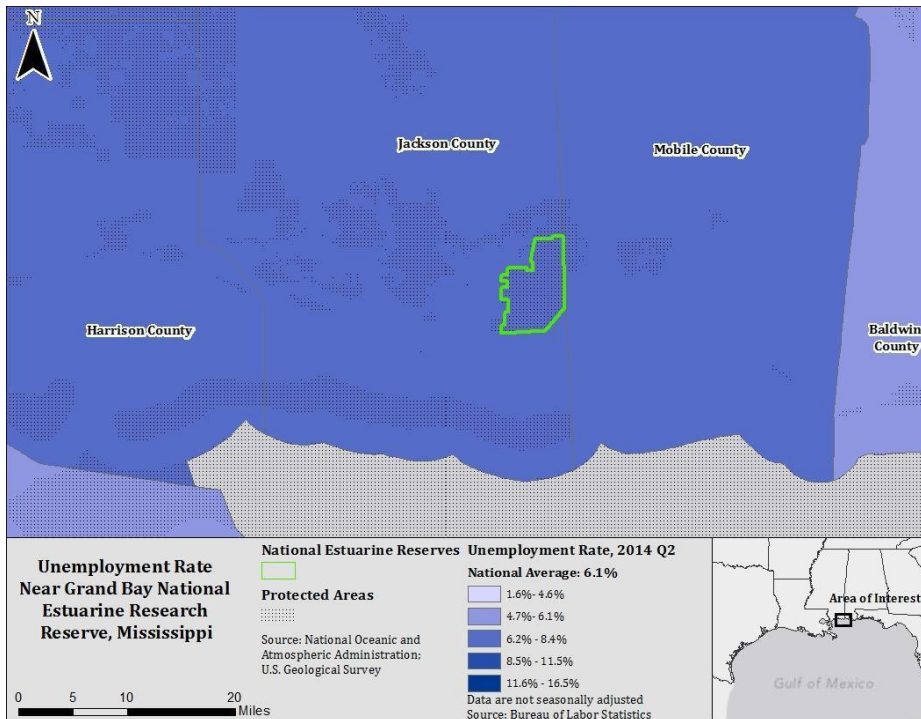 N
Jackson County
Mobile County
Harrison County
Baldwin
County
Unemployment Rate
Near Grand Bay National
Estuarine Research
Reserve, Mississippi
0 5 10 20
Miles
National Estuarine Reserves
Protected Areas
Source: National Oceanic and
Atmospheric Administration;
U.S. Geological Survey
Unemployment Rate, 2014 Q2
National Average: 6.1%
1.6%- 4.6%
4.7%- 6.1%
6.2% - 8.4%
8.5% - 11.5%
11.6% - 16.5%
Data are not seasonally adjusted
Source: Bureau of Labor Statistics
Area of Interest
Gulf of Mexico